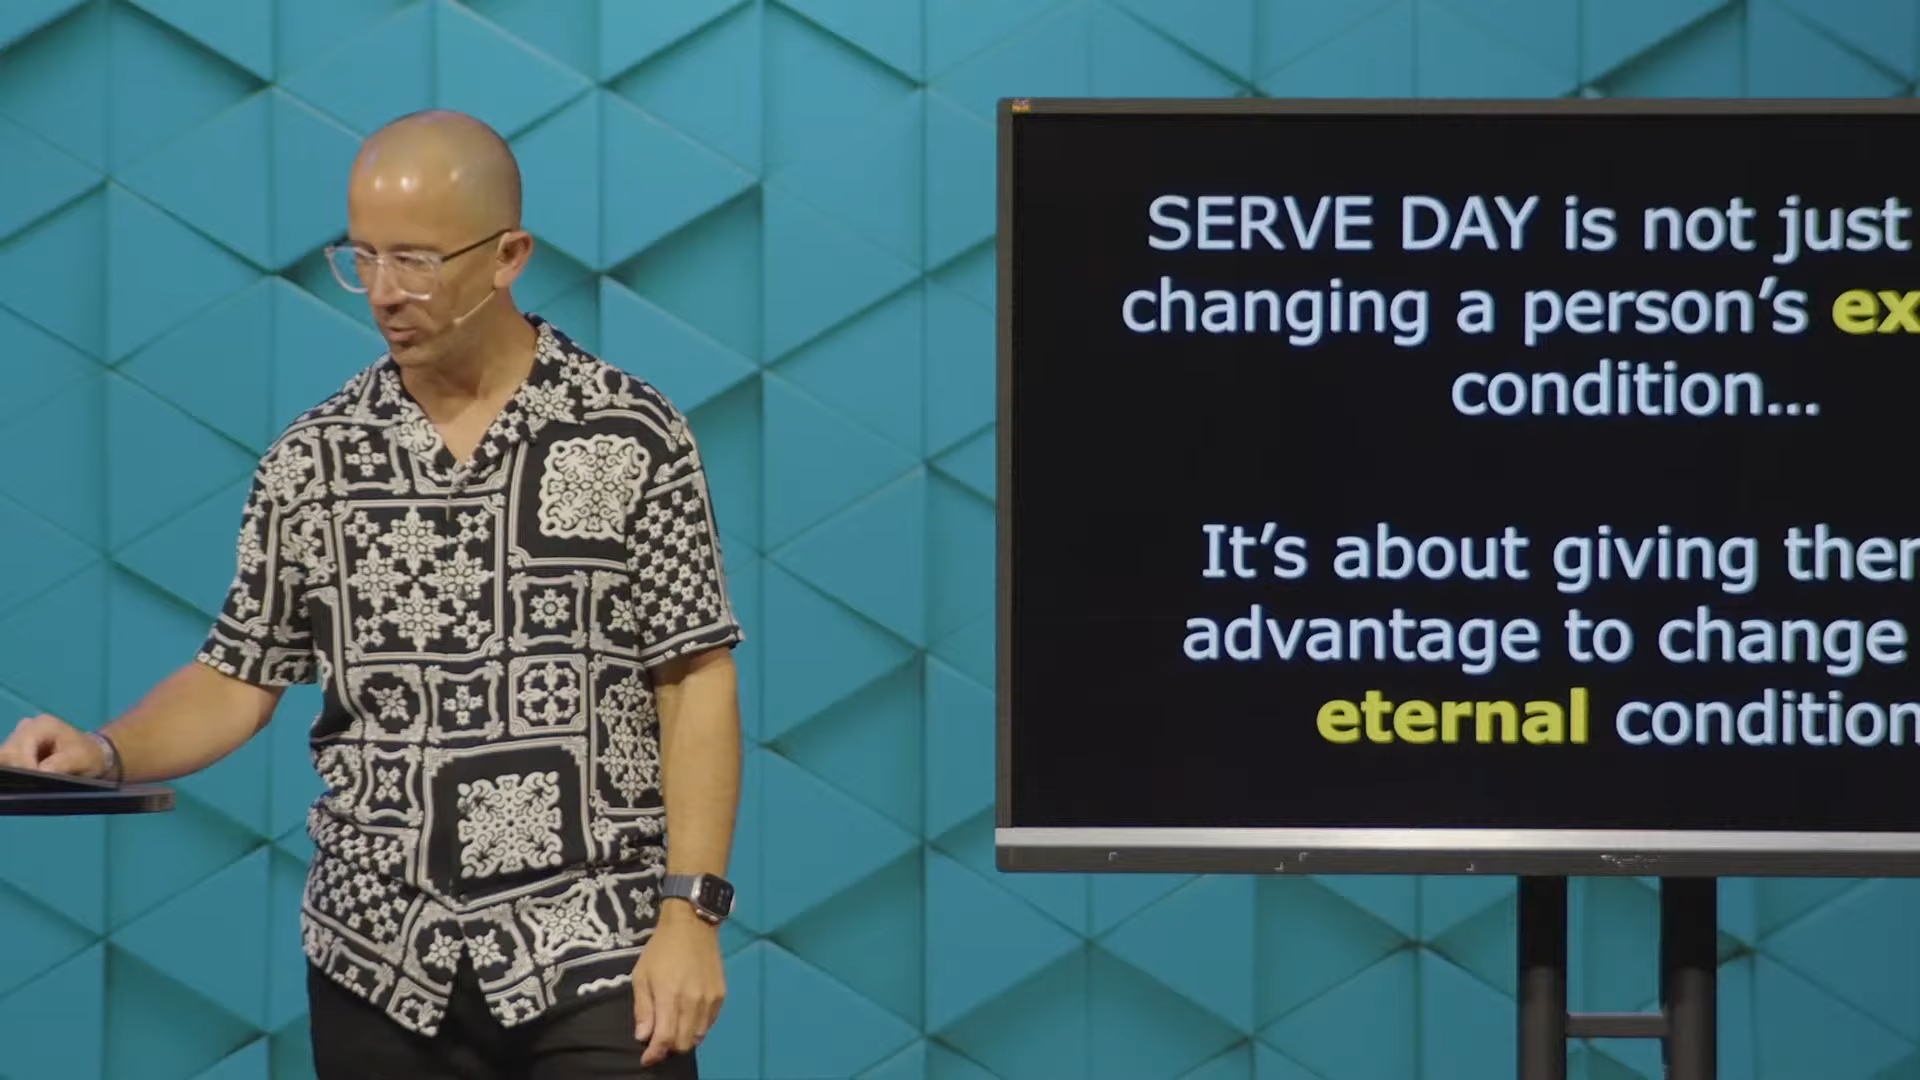 SERVE DAY is not just
changing a person’s ex
condition...
It’s about giving ther
advantage to change
eternal condition